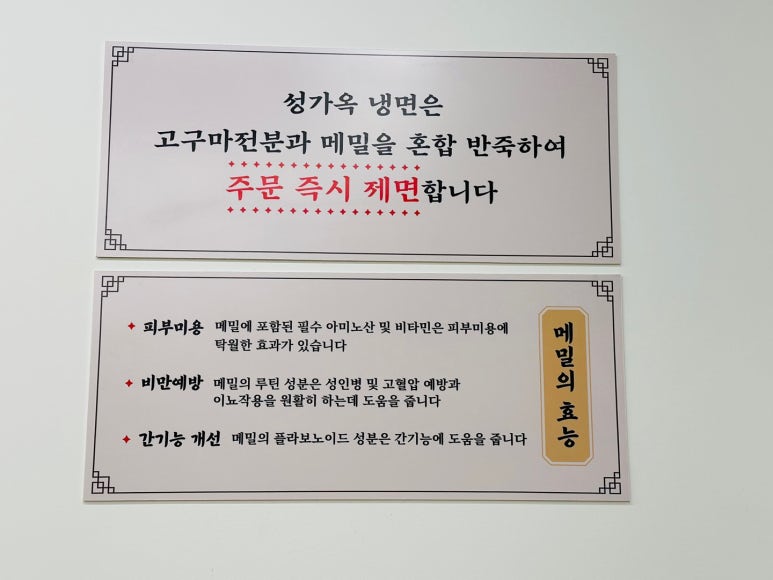 성가옥 냉면은
고구마전분과 메밀을 혼합 반죽하여
주문 즉시 제면합니다
메밀의 효능
피부미용 메밀에 포함된 필수 아미노산 및 비타민은 피부미용에
탁월한 효과가 있습니다
비만예방 메밀의 루틴 성분은 성인병 및 고혈압 예방과
이뇨작용을 원활히 하는데 도움을 줍니다
간기능 개선 메밀의 플라보노이드 성분은 간기능에 도움을 줍니다